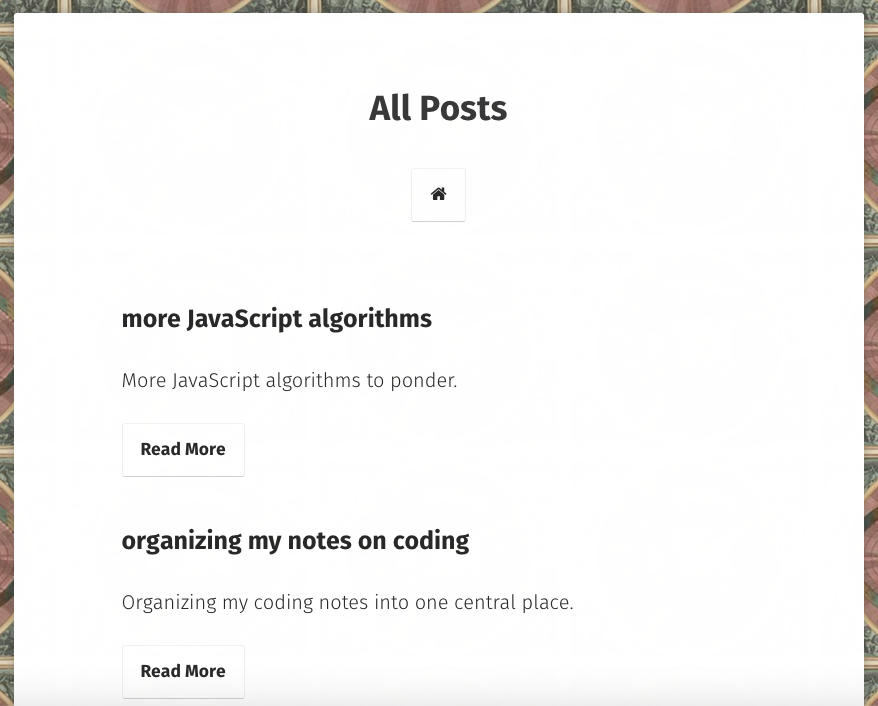 All Posts
more JavaScript algorithms
More JavaScript algorithms to ponder.
Read More
organizing my notes on coding
Organizing my coding notes into one central place.
Read More